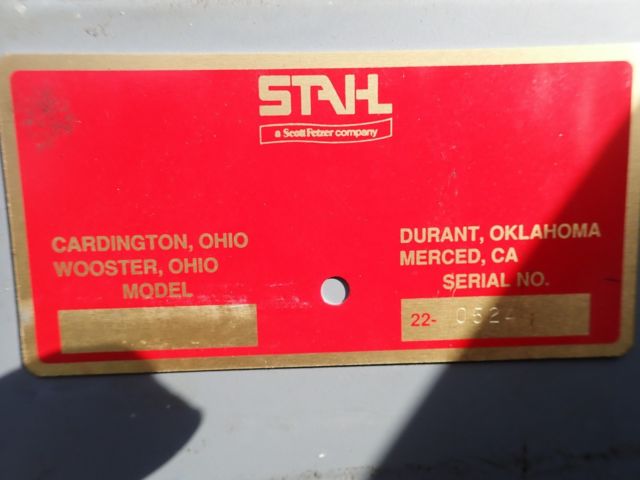 STAHL
a Scott Fetzer company
CARDINGTON, OHIO
WOOSTER, OHIO
MODEL
DURANT, OKLAHOMA
MERCED, CA
SERIAL NO.
22-